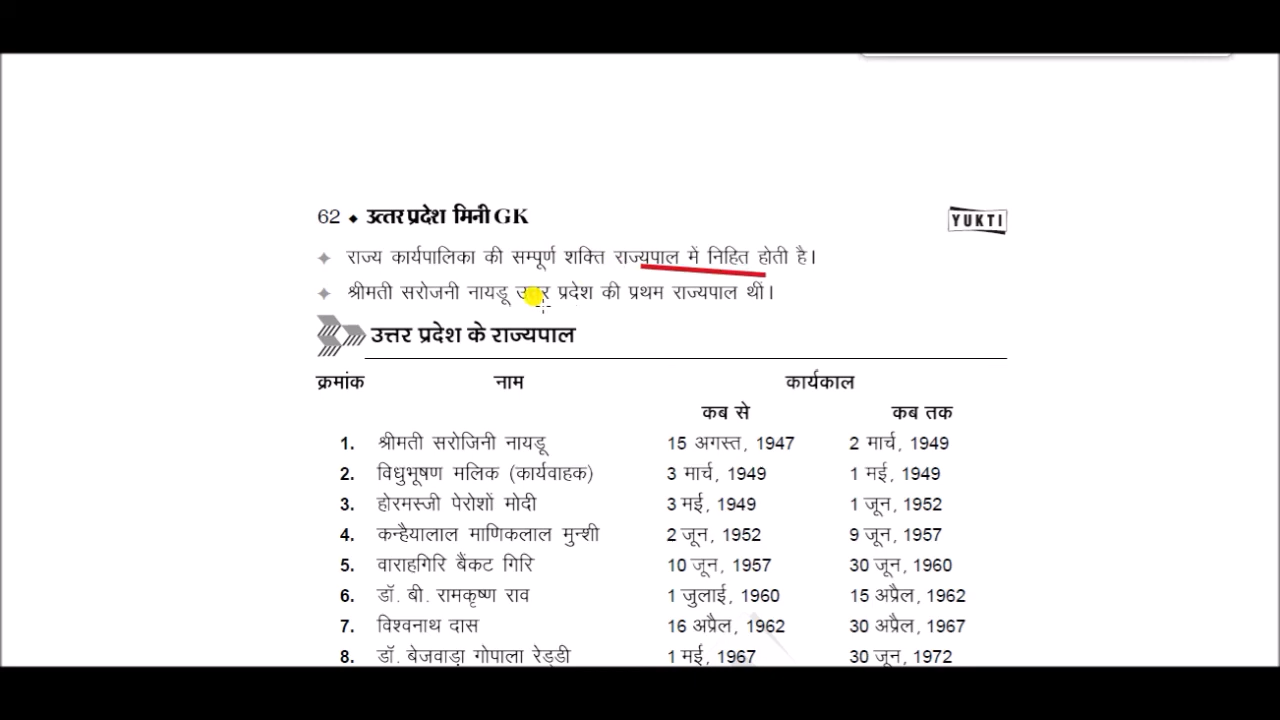 62 ◆ उत्तर प्रदेश मिनी GK YUKTI
राज्य कार्यपालिका की सम्पूर्ण शक्ति राज्यपाल में निहित होती है।
श्रीमती सरोजनी नायडू उत्तर प्रदेश की प्रथम राज्यपाल थीं।
उत्तर प्रदेश के राज्यपाल
क्रमांक नाम कार्यकाल
कब से कब तक
1. श्रीमती सरोजिनी नायडू 15 अगस्त, 1947 2 मार्च, 1949
2. विधुभूषण मलिक (कार्यवाहक) 3 मार्च, 1949 1 मई, 1949
3. होरमस्जी पेरोशों मोदी 3 मई, 1949 1 जून, 1952
4. कन्हैयालाल माणिकलाल मुन्शी 2 जून, 1952 9 जून, 1957
5. वाराहगिरि बैंकट गिरि 10 जून, 1957 30 जून, 1960
6. डॉ. बी. रामकृष्ण राव 1 जुलाई, 1960 15 अप्रैल, 1962
7. विश्वनाथ दास 16 अप्रैल, 1962 30 अप्रैल, 1967
8. डॉ. बेजवाड़ा गोपाला रेड्डी 1 मई, 1967 30 जून, 1972